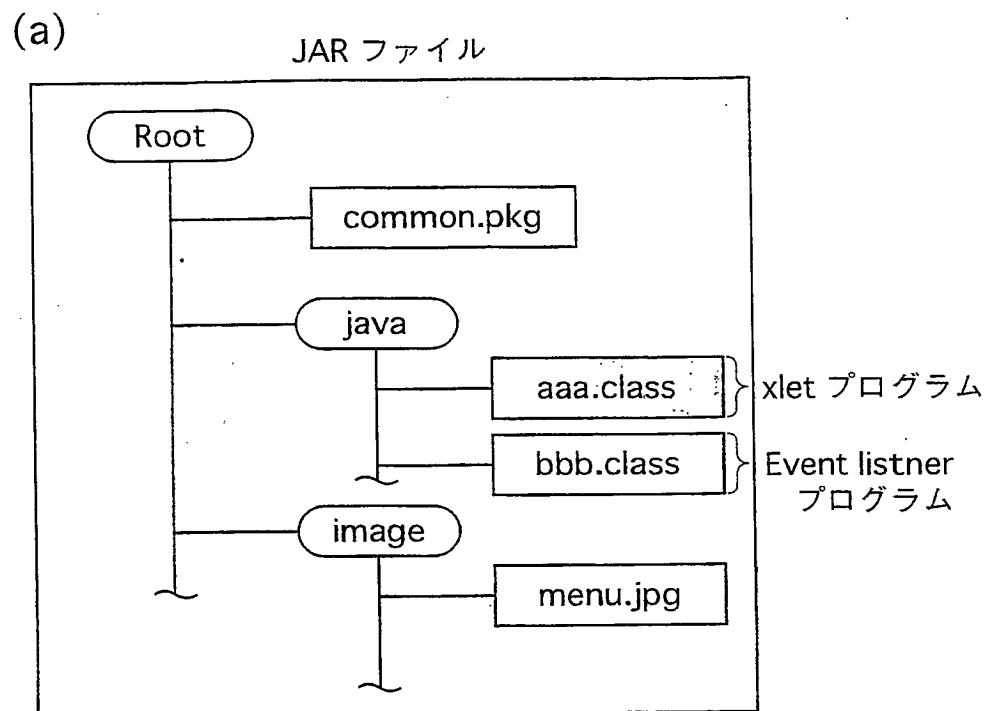 (a)
JAR ファイル
Root
common.pkg
java
aaa.class
xlet プログラム
bbb.class
Event listner
プログラム
image
menu.jpg